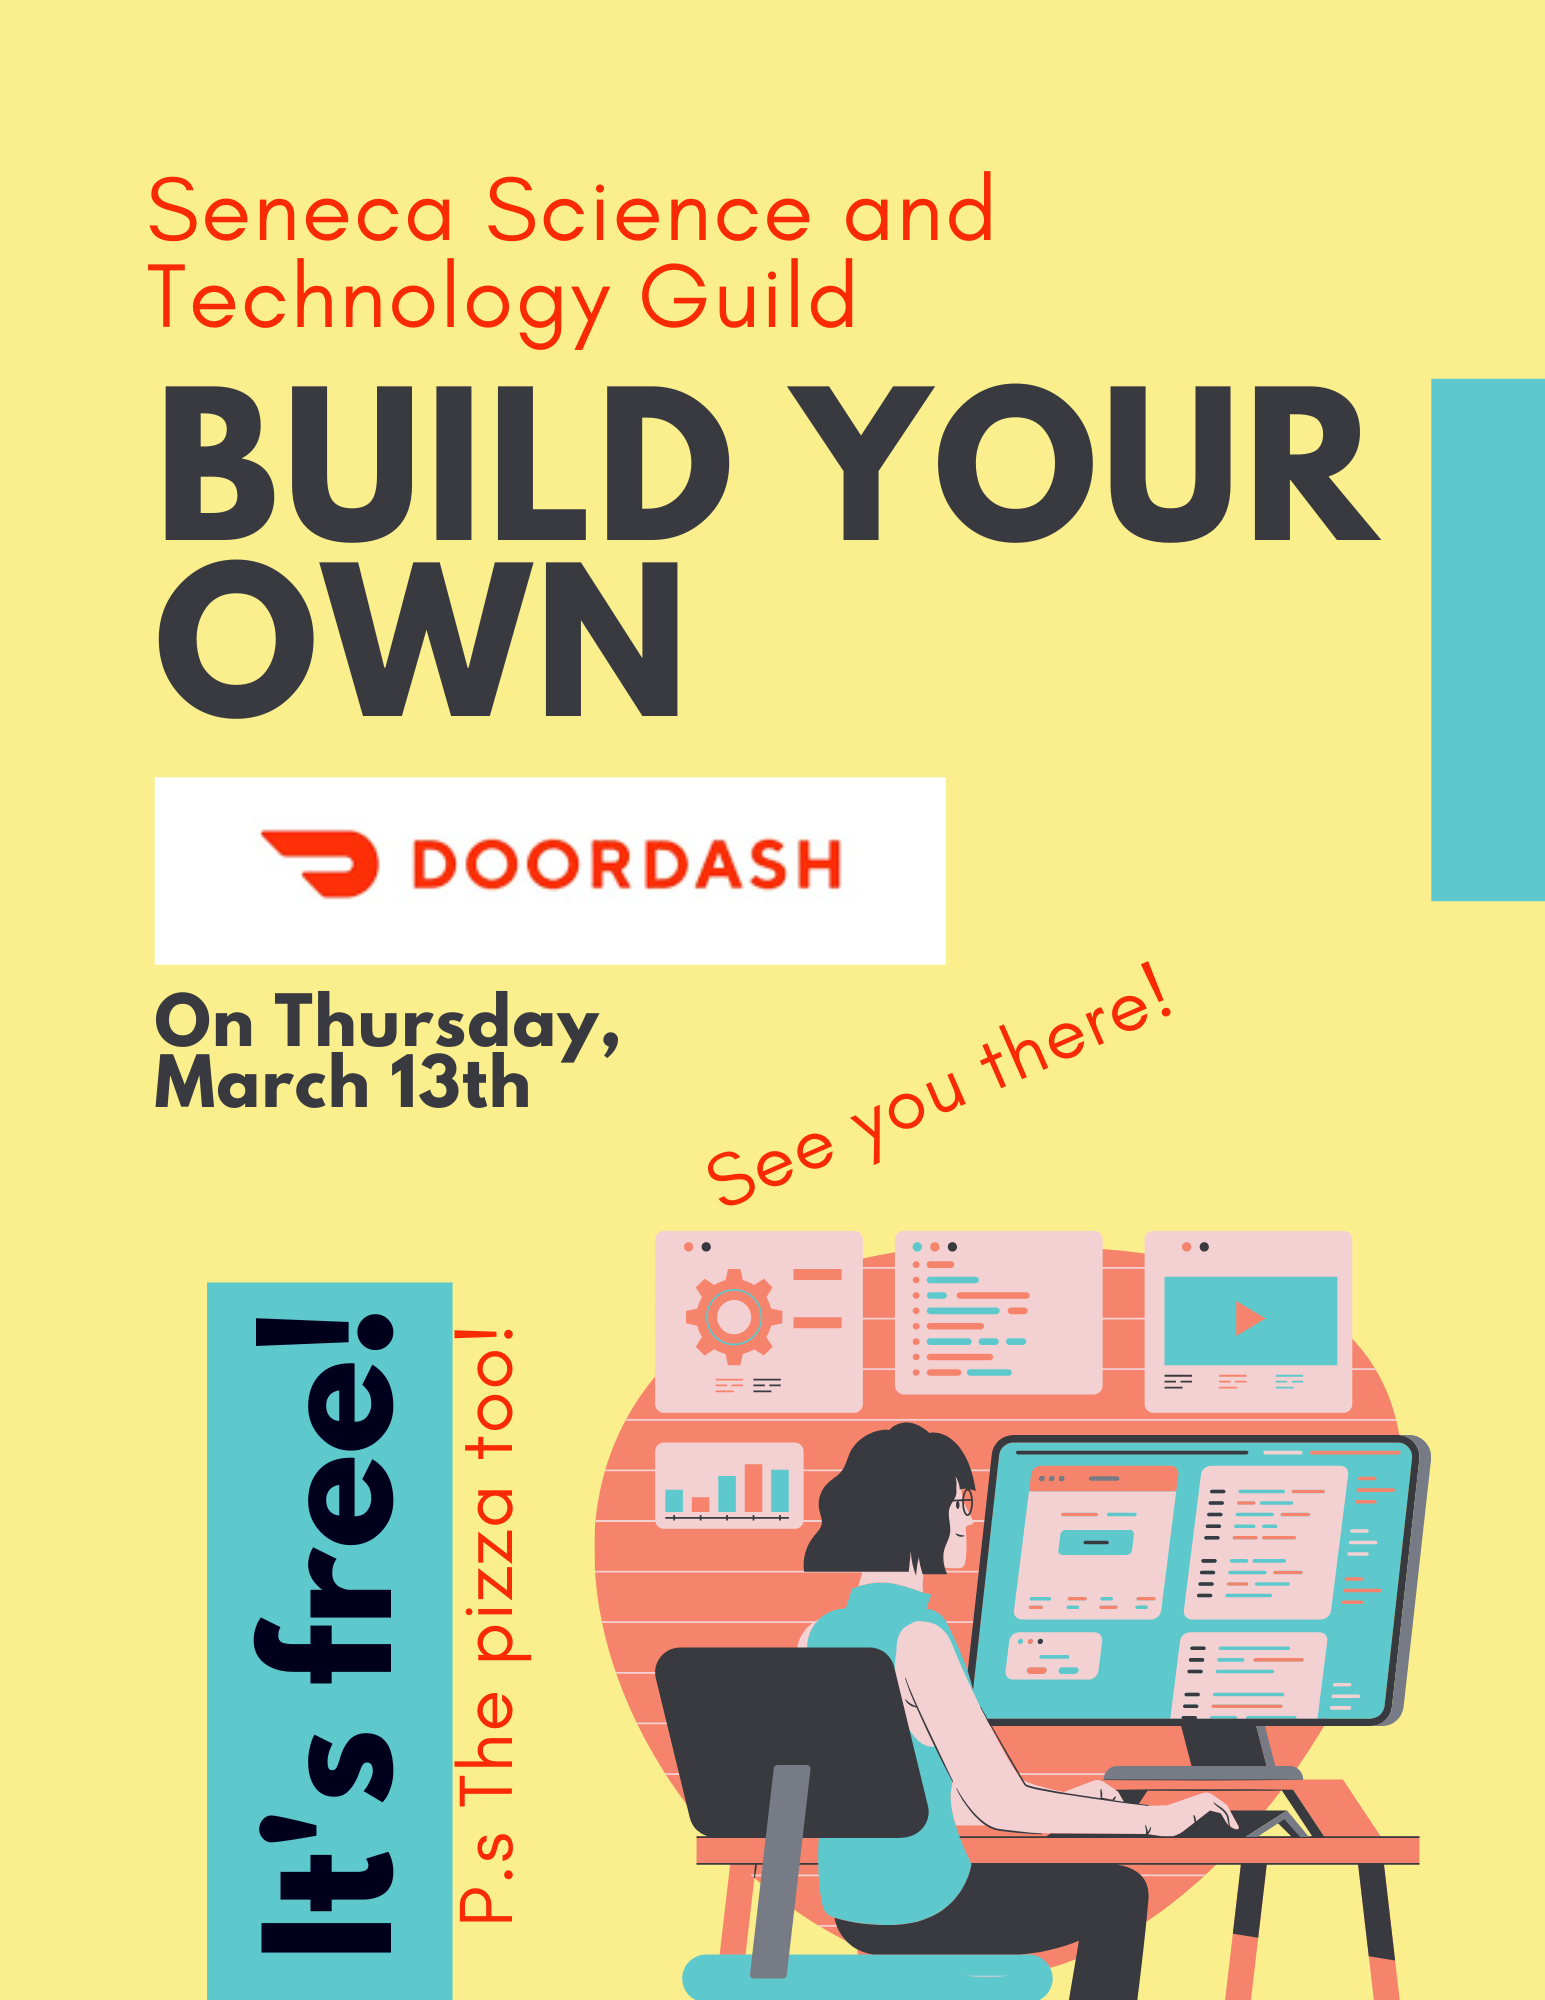 Seneca Science and
Technology Guild
BUILD YOUR
OWN
DOORDASH
On Thursday,
March 13th
See you there!
It's free!
P.s The pizza too!